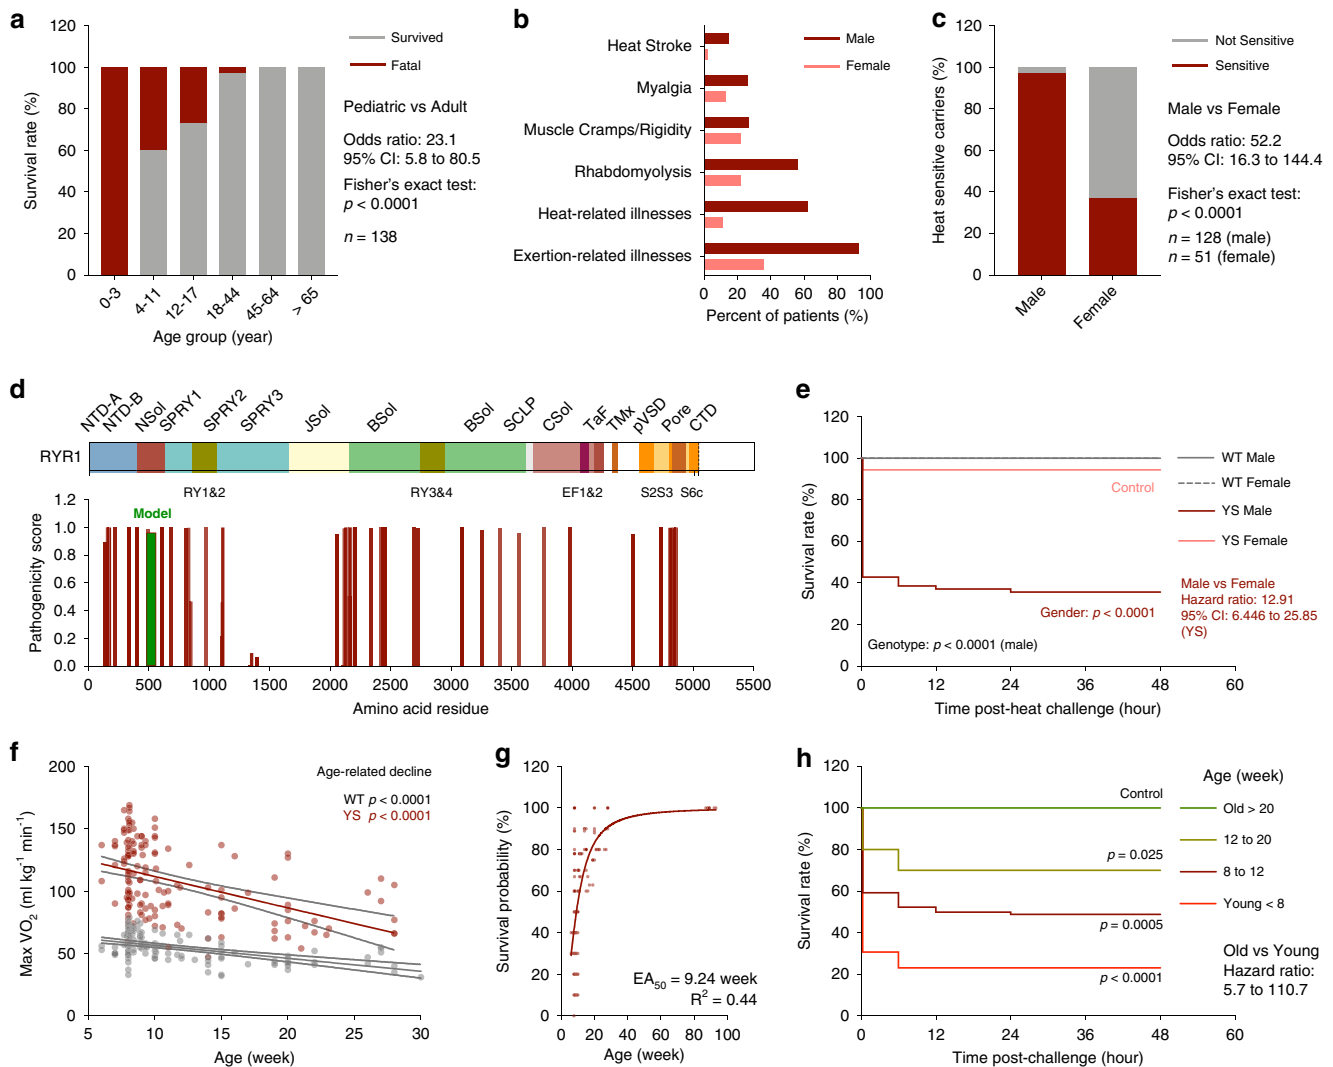 a
120
100
80
60
40
20
0
Survival rate (%)
0-3
4-11
12-17
18-44
45-64
> 65
Age group (year)
Survived
Fatal
Pediatric vs Adult
Odds ratio: 23.1
95% CI: 5.8 to 80.5
Fisher's exact test:
p < 0.0001
n = 138
b
Heat Stroke
Myalgia
Muscle Cramps/Rigidity
Rhabdomyolysis
Heat-related illnesses
Exertion-related illnesses
Male
Female
0 20 40 60 80 100
Percent of patients (%)
c
120
100
80
60
40
20
0
Heat sensitive carriers (%)
Male
Female
Not Sensitive
Sensitive
Male vs Female
Odds ratio: 52.2
95% CI: 16.3 to 144.4
Fisher's exact test:
p < 0.0001
n = 128 (male)
n = 51 (female)
d
NTD-A
NTD-B
NSol
SPRY1
SPRY2
SPRY3
JSol
BSol
BSol
SCLP
CSol
TaF
TMx
pVSD
Pore
CTD
RYR1
RY1&2
RY3&4
EF1&2
S2S3
S6c
1.2
1.0
0.8
0.6
0.4
0.2
0.0
Pathogenicity score
Model
0 500 1000 1500 2000 2500 3000 3500 4000 4500 5000 5500
Amino acid residue
e
120
100
80
60
40
20
0
Survival rate (%)
Control
Gender: p < 0.0001
Genotype: p < 0.0001 (male)
0 12 24 36 48 60
Time post-heat challenge (hour)
WT Male
WT Female
YS Male
YS Female
Male vs Female
Hazard ratio: 12.91
95% CI: 6.446 to 25.85
(YS)
f
200
150
100
50
0
Max VO2 (ml kg-1 min-1)
Age-related decline
WT p < 0.0001
YS p < 0.0001
5 10 15 20 25 30
Age (week)
g
120
100
80
60
40
20
0
Survival probability (%)
EA50 = 9.24 week
R2 = 0.44
0 20 40 60 80 100
Age (week)
h
120
100
80
60
40
20
0
Survival rate (%)
Control
p = 0.025
p = 0.0005
p < 0.0001
0 12 24 36 48 60
Time post-challenge (hour)
Age (week)
Old > 20
12 to 20
8 to 12
Young < 8
Old vs Young
Hazard ratio:
5.7 to 110.7